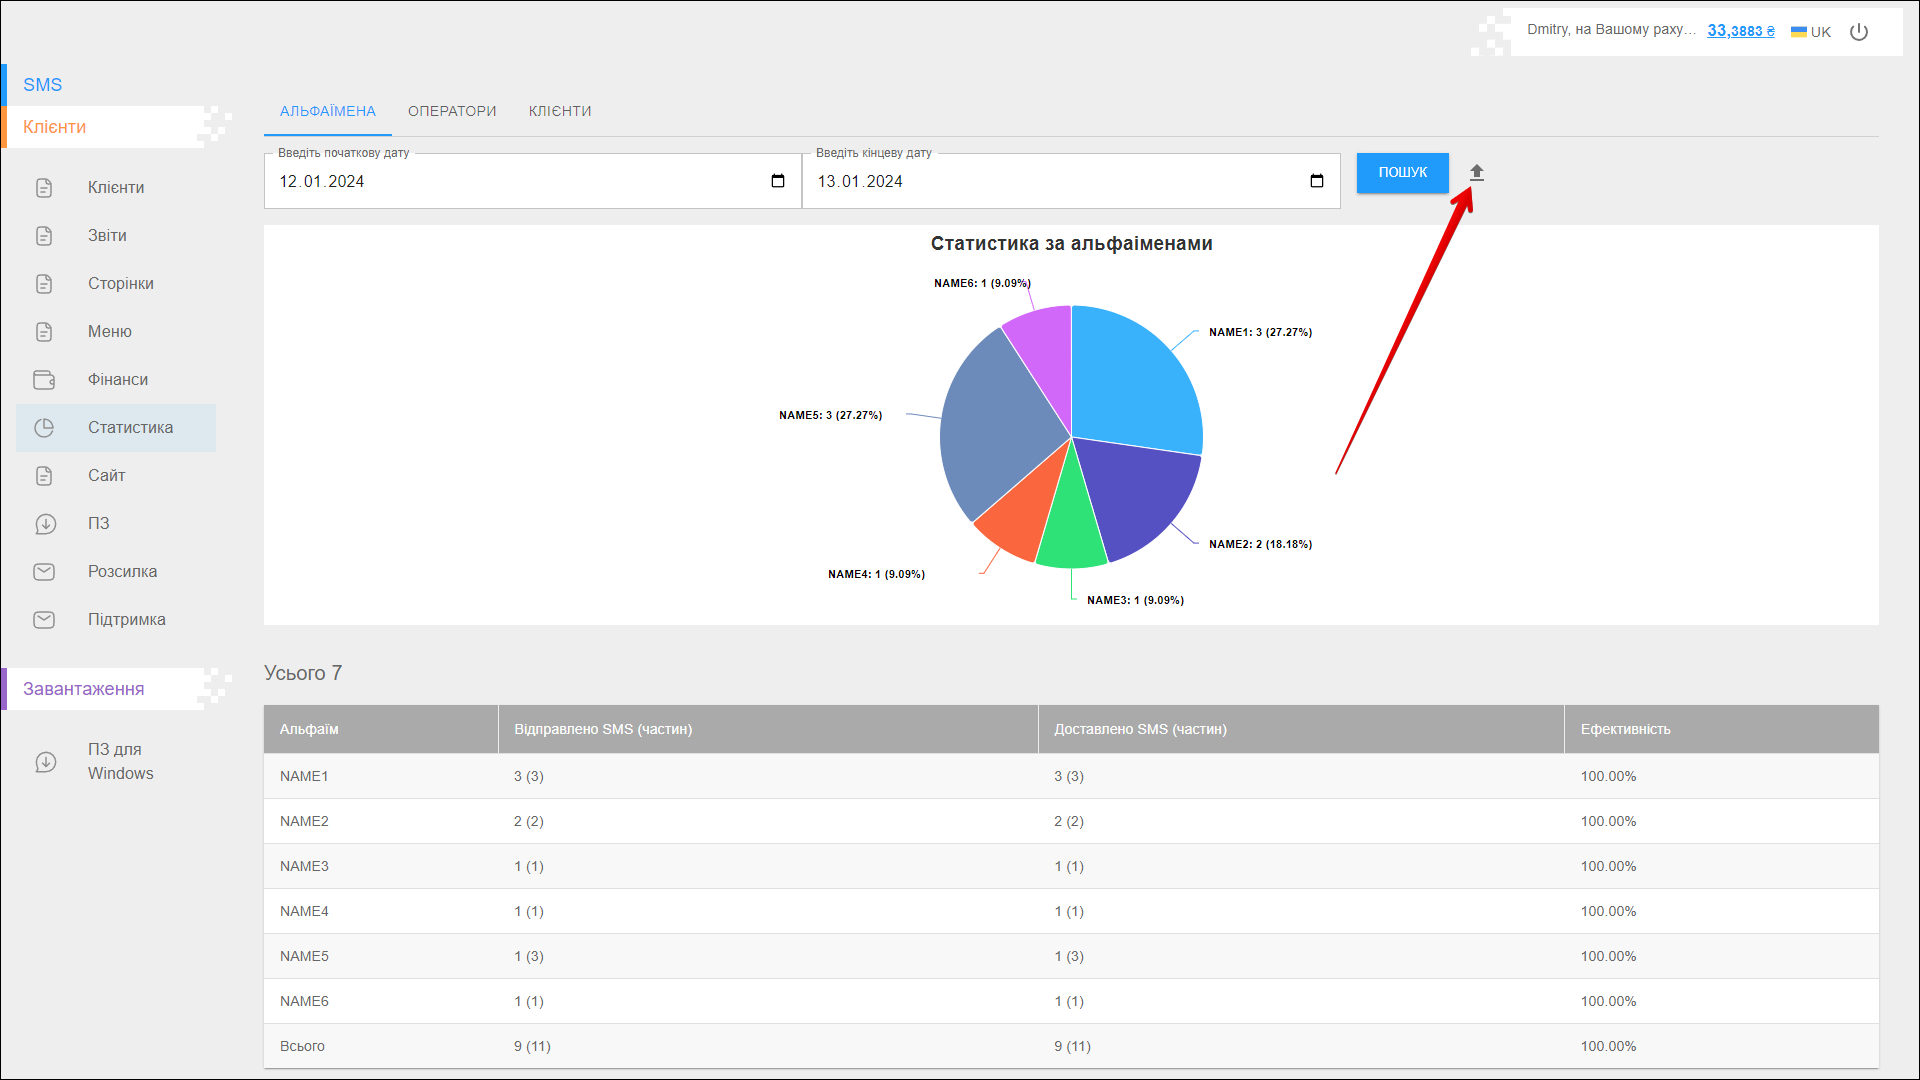 Dmitry, на Вашому раху... 33,3883 ₴ UK
SMS
Клієнти
Клієнти
Звіти
Сторінки
Меню
Фінанси
Статистика
Сайт
ПЗ
Розсилка
Підтримка
Завантаження
ПЗ для
Windows
АЛЬФАІМЕНА ОПЕРАТОРИ КЛІЄНТИ
Введіть початкову дату Введіть кінцеву дату
12.01.2024 13.01.2024 ПОШУК
Статистика за альфаіменами
NAME6: 1 (9.09%)
NAME1: 3 (27.27%)
NAME5: 3 (27.27%)
NAME2: 2 (18.18%)
NAME4: 1 (9.09%)
NAME3: 1 (9.09%)
Усього 7
Альфаім Відправлено SMS (частин) Доставлено SMS (частин) Ефективність
NAME1 3 (3) 3 (3) 100.00%
NAME2 2 (2) 2 (2) 100.00%
NAME3 1 (1) 1 (1) 100.00%
NAME4 1 (1) 1 (1) 100.00%
NAME5 1 (3) 1 (3) 100.00%
NAME6 1 (1) 1 (1) 100.00%
Всього 9 (11) 9 (11) 100.00%